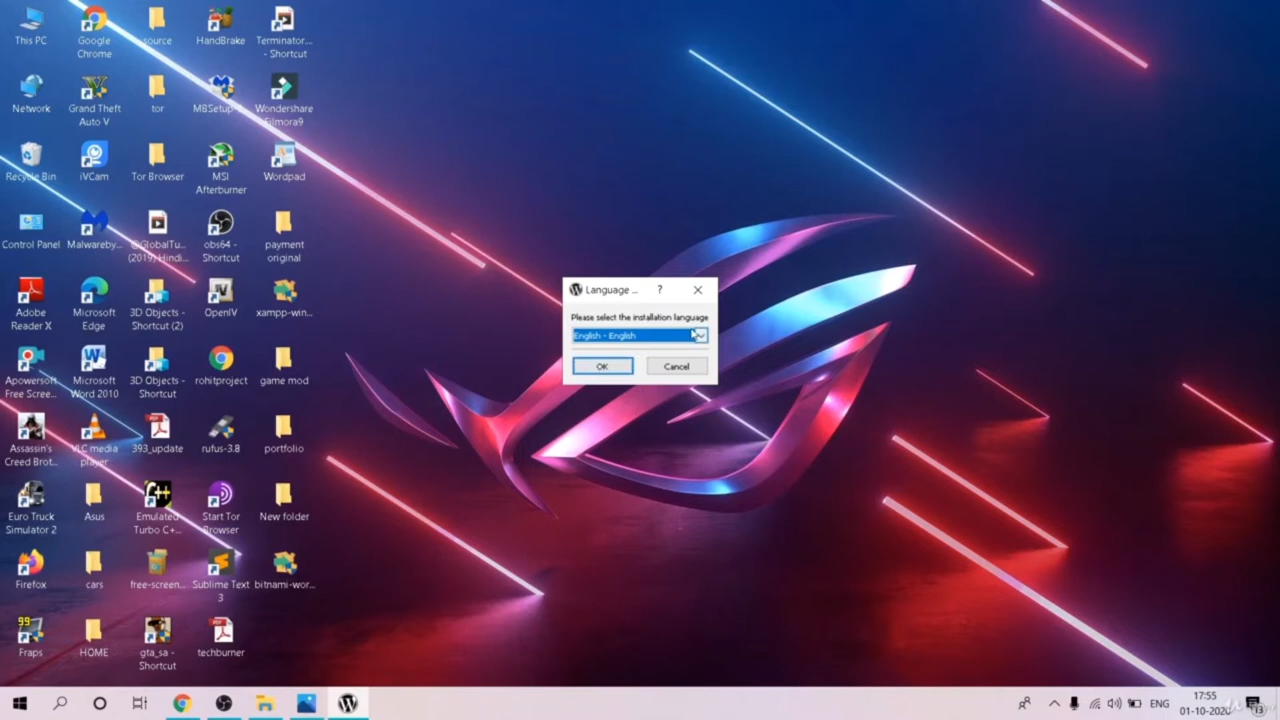 This PC
Google
Chrome
source
HandBrake
Terminator...
- Shortcut
Network
Grand Theft
Auto V
tor
Wondershare
Filmora9
Recycle Bin
iVCam
Tor Browser
MSI
Afterburner
Wordpad
Control Panel
Malwareby...
@GlobalTu...
(2019) Hindi...
obs64 -
Shortcut
payment
original
Adobe
Reader X
Microsoft
Edge
3D Objects -
Shortcut (2)
OpenIV
xampp-win...
Apowersoft
Free Scree...
Microsoft
Word 2010
3D Objects -
Shortcut
rohitproject
game mod
Assassin's
Creed Brot...
VLC media
player
393_update
rufus-3.8
portfolio
Euro Truck
Simulator 2
Asus
Emulated
Turbo C+...
Start Tor
Browser
New folder
Firefox
cars
free-screen...
Sublime Text
3
bitnami-wor...
99
Fraps
HOME
gta_sa -
Shortcut
techburner
Language ...
?
Please select the installation language
English - English
OK
Cancel
ENG
17:55
01-10-2020
13